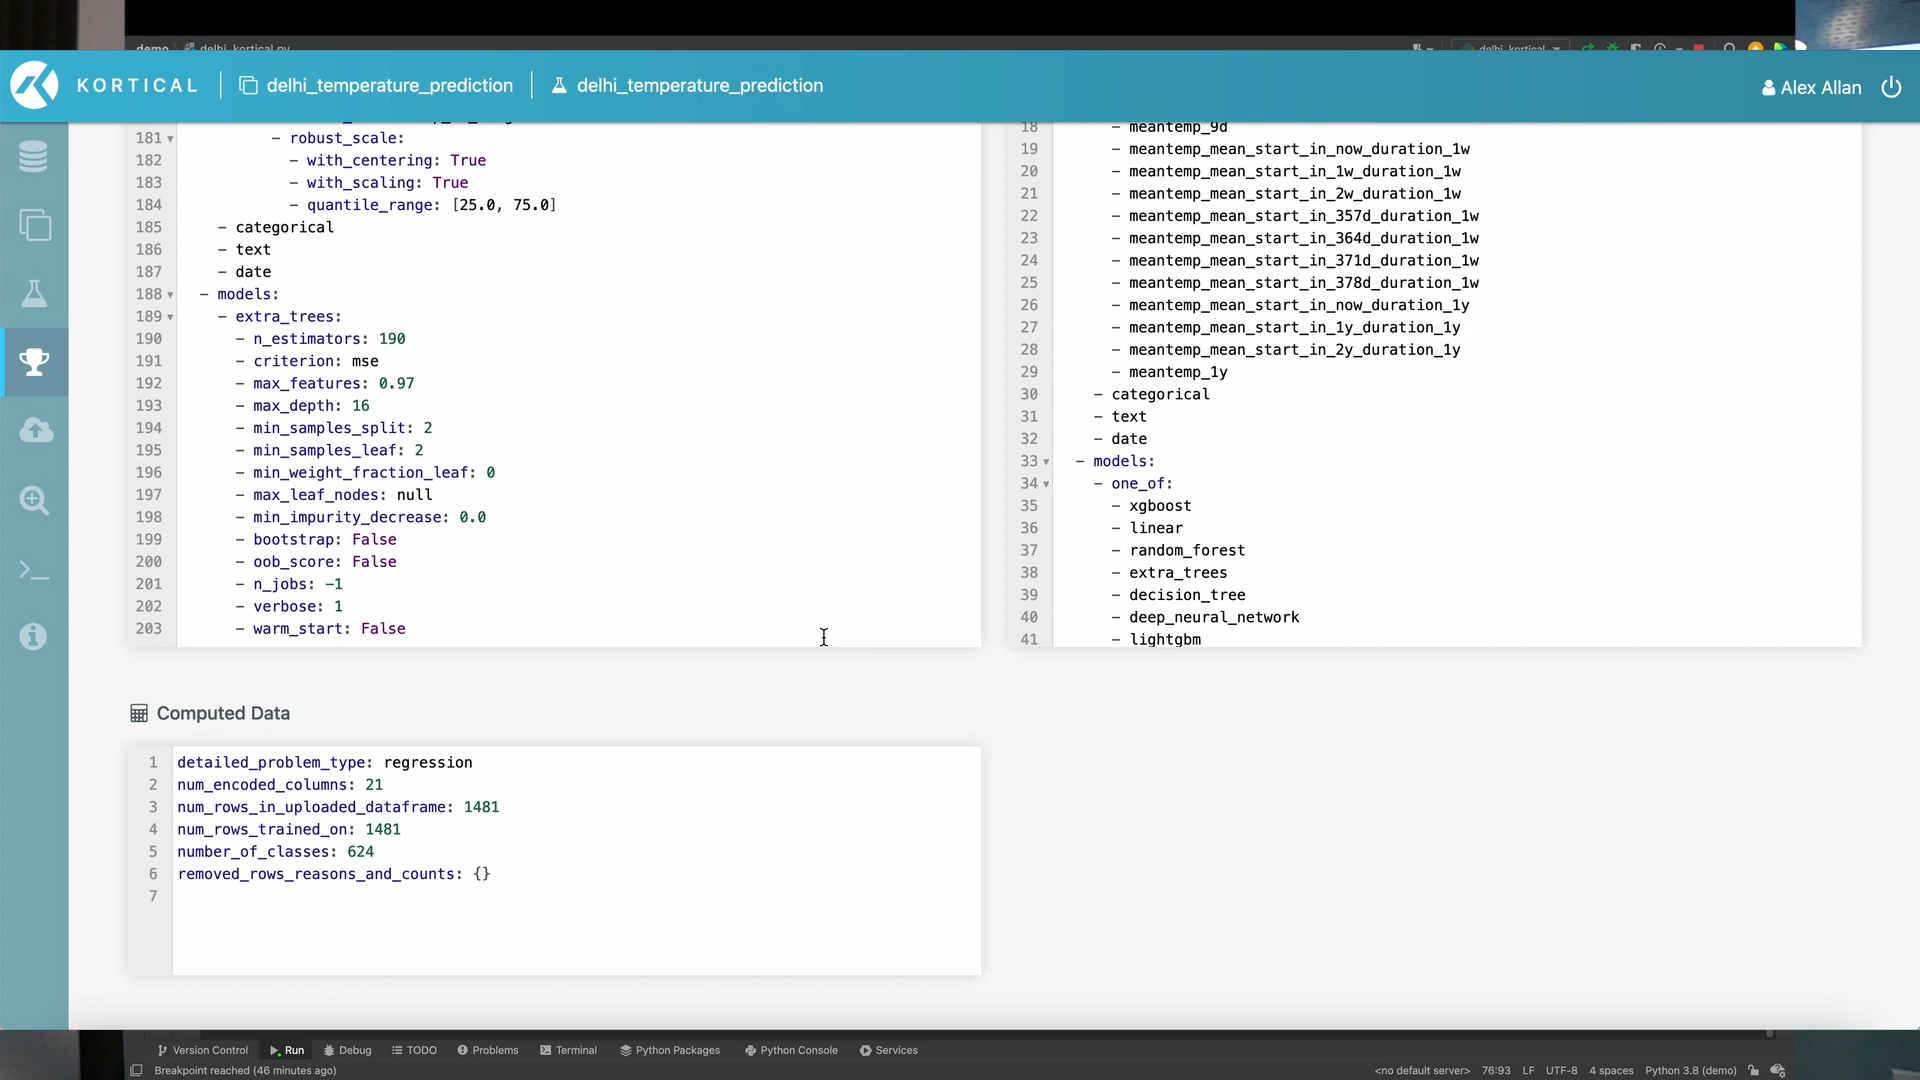 demo delhi_kortical.py delhi_kortical
KORTICAL delhi_temperature_prediction delhi_temperature_prediction Alex Allan
181 - robust_scale:
182 - with_centering: True
183 - with_scaling: True
184 - quantile_range: [25.0, 75.0]
185 - categorical
186 - text
187 - date
188 - models:
189 - extra_trees:
190 - n_estimators: 190
191 - criterion: mse
192 - max_features: 0.97
193 - max_depth: 16
194 - min_samples_split: 2
195 - min_samples_leaf: 2
196 - min_weight_fraction_leaf: 0
197 - max_leaf_nodes: null
198 - min_impurity_decrease: 0.0
199 - bootstrap: False
200 - oob_score: False
201 - n_jobs: -1
202 - verbose: 1
203 - warm_start: False
18 - meantemp_9d
19 - meantemp_mean_start_in_now_duration_1w
20 - meantemp_mean_start_in_1w_duration_1w
21 - meantemp_mean_start_in_2w_duration_1w
22 - meantemp_mean_start_in_357d_duration_1w
23 - meantemp_mean_start_in_364d_duration_1w
24 - meantemp_mean_start_in_371d_duration_1w
25 - meantemp_mean_start_in_378d_duration_1w
26 - meantemp_mean_start_in_now_duration_1y
27 - meantemp_mean_start_in_1y_duration_1y
28 - meantemp_mean_start_in_2y_duration_1y
29 - meantemp_1y
30 - categorical
31 - text
32 - date
33 - models:
34 - one_of:
35 - xgboost
36 - linear
37 - random_forest
38 - extra_trees
39 - decision_tree
40 - deep_neural_network
41 - lightgbm
Computed Data
1 detailed_problem_type: regression
2 num_encoded_columns: 21
3 num_rows_in_uploaded_dataframe: 1481
4 num_rows_trained_on: 1481
5 number_of_classes: 624
6 removed_rows_reasons_and_counts: {}
7
Version Control Run Debug TODO Problems Terminal Python Packages Python Console Services
Breakpoint reached (46 minutes ago) <no default server> 76:93 LF UTF-8 4 spaces Python 3.8 (demo)